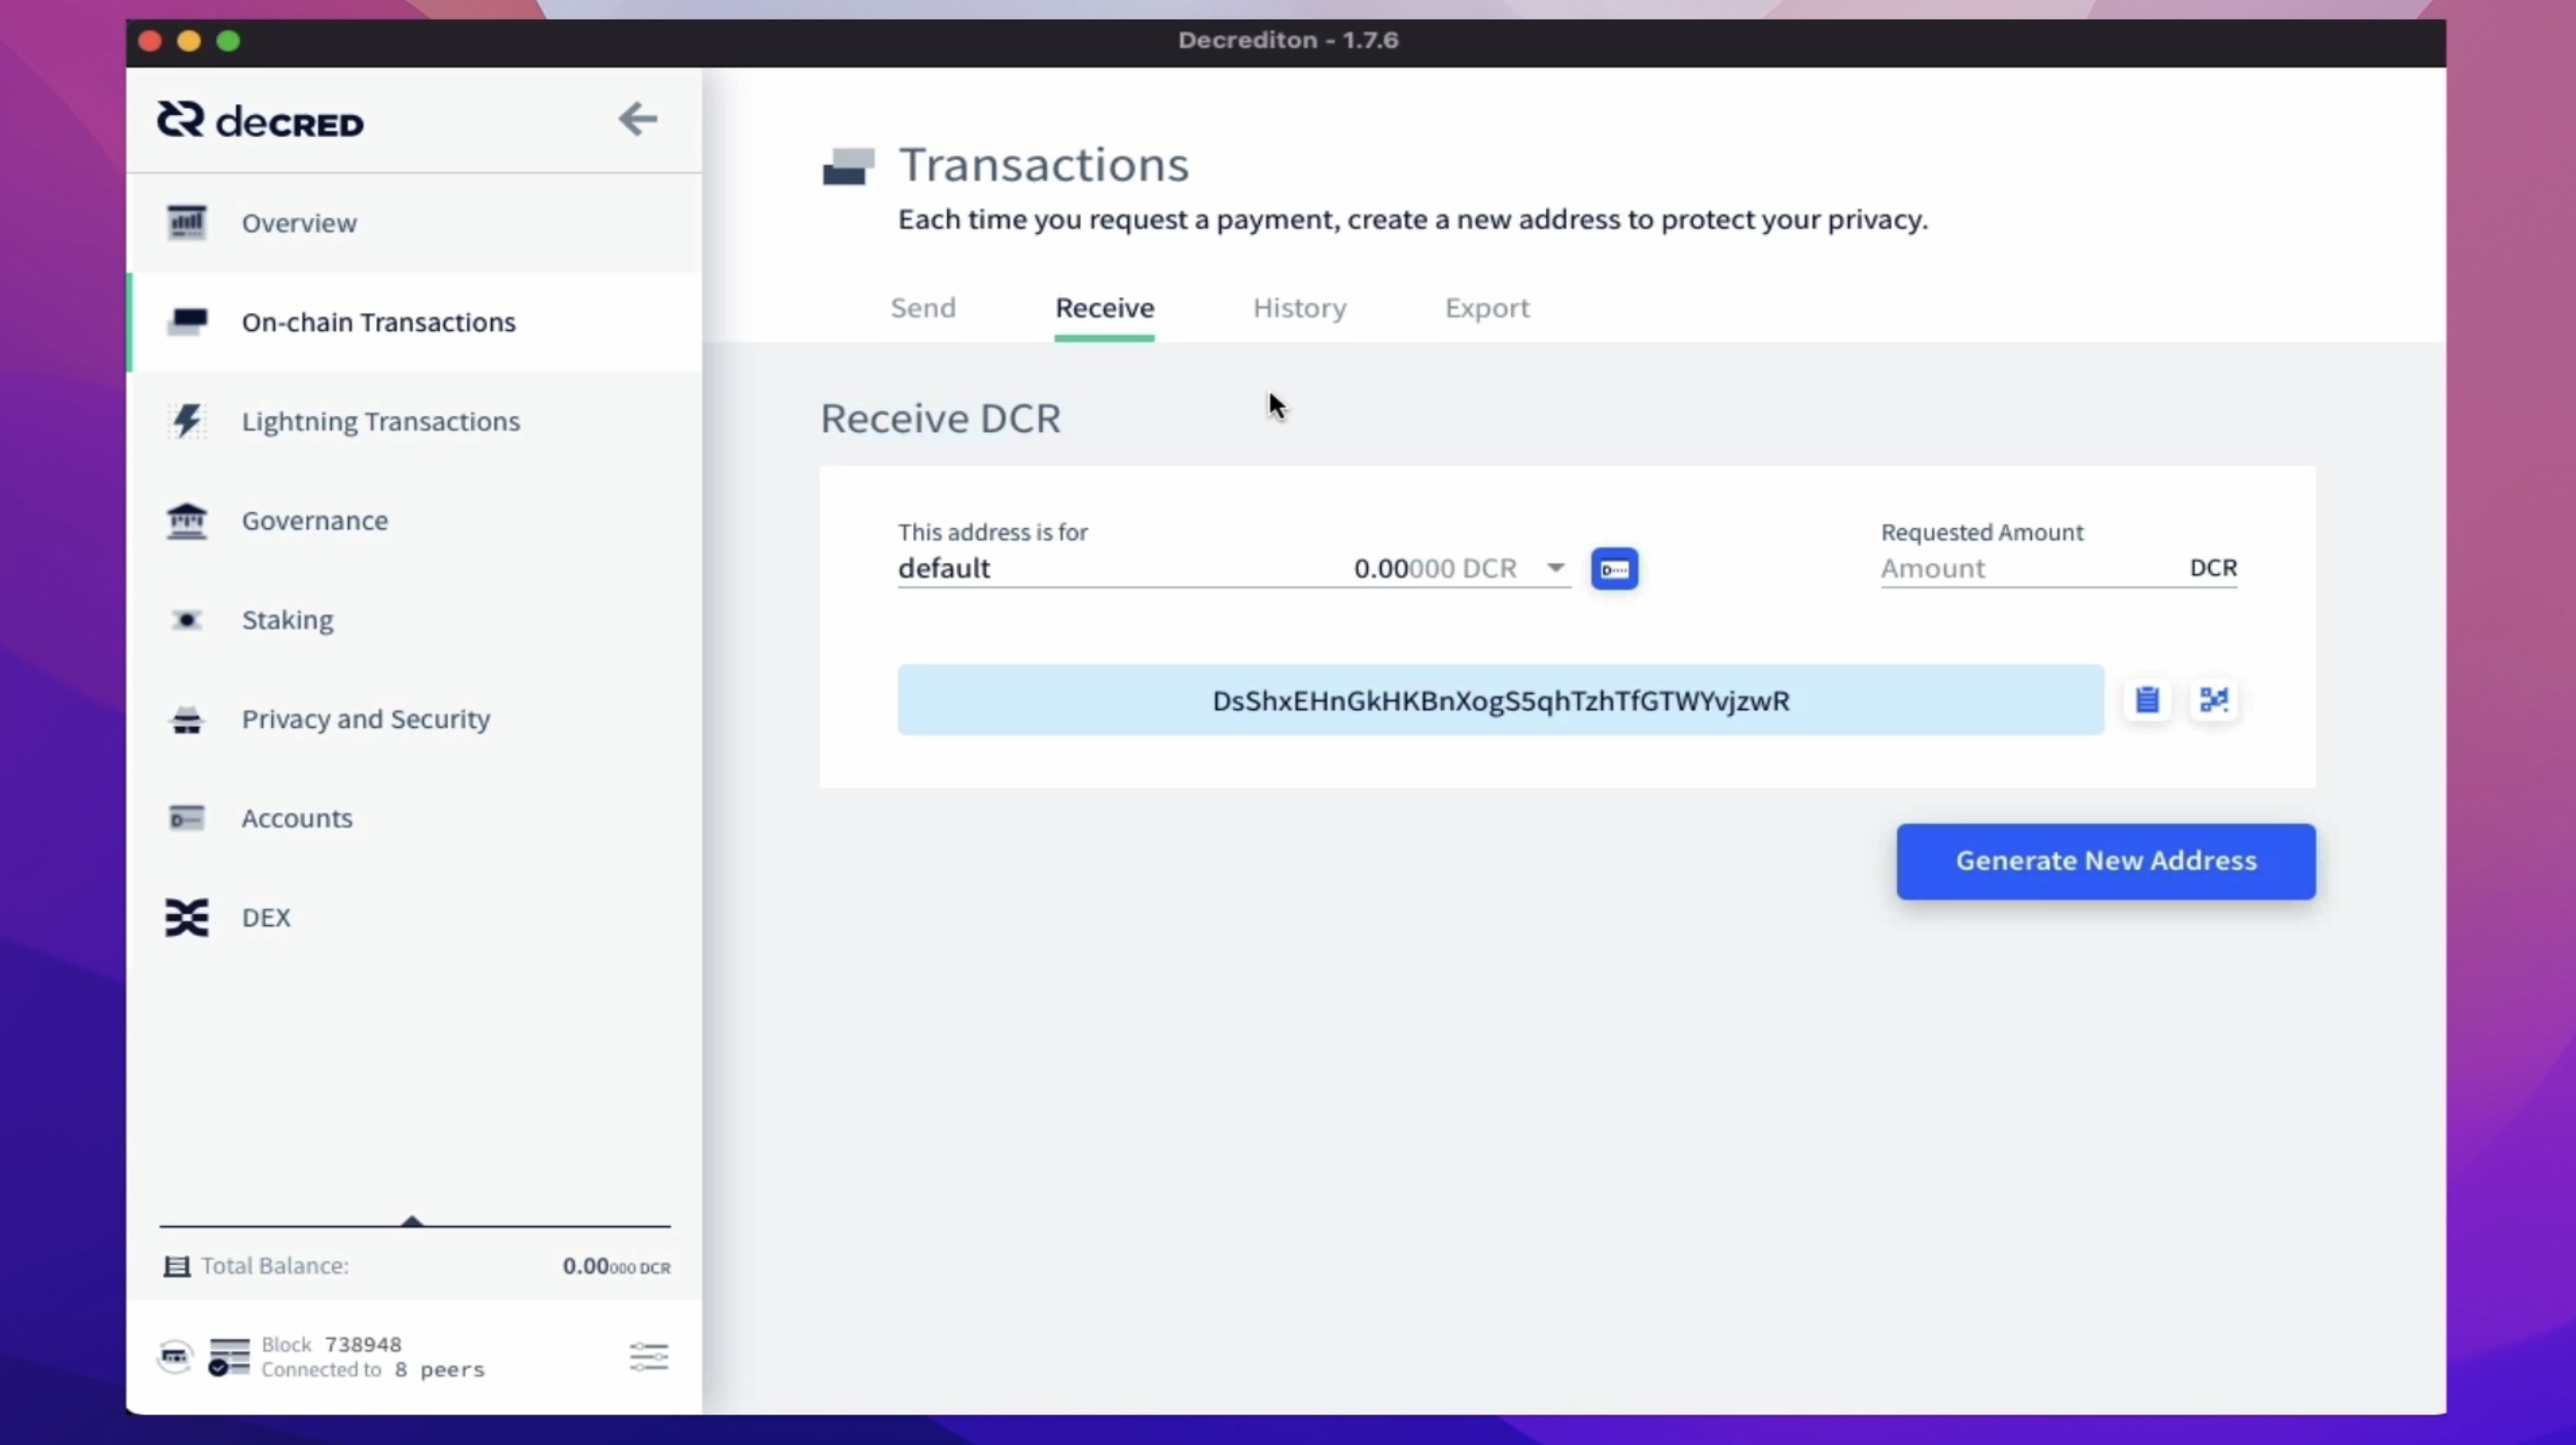 Decrediton - 1.7.6
deCRED
Overview
On-chain Transactions
Lightning Transactions
Governance
Staking
Privacy and Security
Accounts
DEX
Total Balance: 0.00000 DCR
Block 738948
Connected to 8 peers
Transactions
Each time you request a payment, create a new address to protect your privacy.
Send Receive History Export
Receive DCR
This address is for
default 0.00000 DCR
Requested Amount
Amount DCR
DsShxEHnGkHKBnXogS5qhTzhTfGTWYvjzwR
Generate New Address